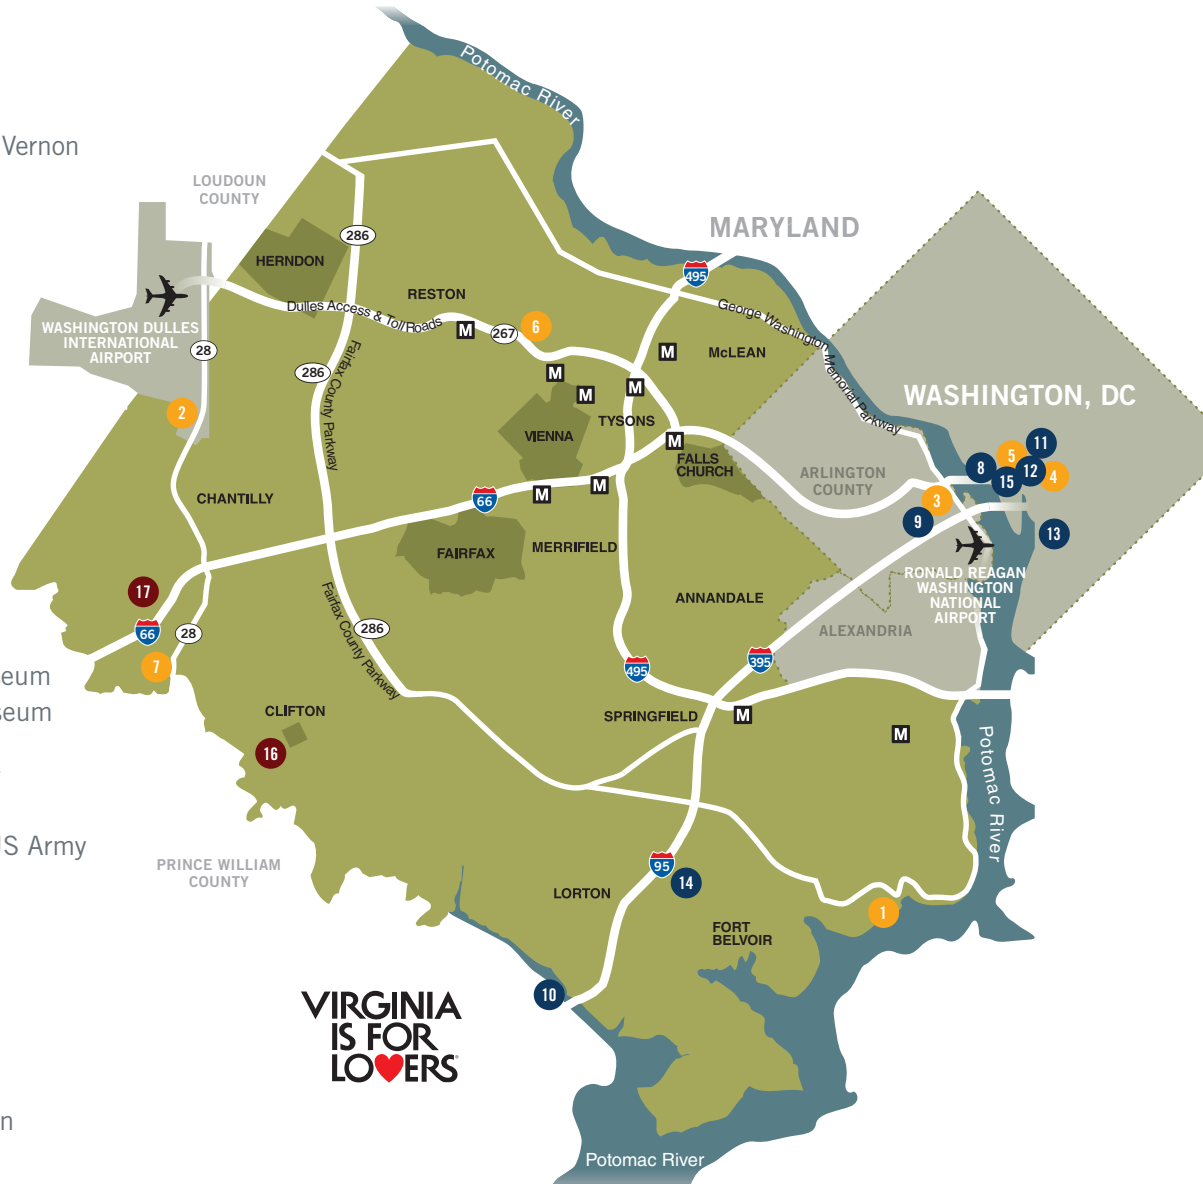 Potomac River
Vernon
LOUDOUN
COUNTY
MARYLAND
286
HERNDON
495
RESTON
Dulles Access & Toll Roads
George Washington Memorial Parkway
WASHINGTON DULLES
INTERNATIONAL
AIRPORT
M
267
6
28
M
McLEAN
286
Fairfax County Parkway
M
M
M
WASHINGTON, DC
2
TYSONS
VIENNA
M
11
5
FALLS
CHURCH
ARLINGTON
COUNTY
8
12
4
15
M
M
66
CHANTILLY
3
9
13
FAIRFAX
MERRIFIELD
RONALD REAGAN
WASHINGTON
NATIONAL
AIRPORT
17
ANNANDALE
Fairfax County Parkway
286
66
28
ALEXANDRIA
7
495
395
eum
seum
CLIFTON
SPRINGFIELD
M
M
16
Potomac River
US Army
PRINCE WILLIAM
COUNTY
95
14
LORTON
1
FORT
BELVOIR
10
VIRGINIA
IS FOR
LO♥ERS
n
Potomac River